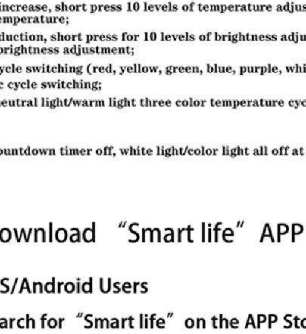 increase, short press 10 levels of temperature adjus
emperature;
duction, short press for 10 levels of brightness adju
brightness adjustment;
ycle switching (red, yellow, green, blue, purple, whi
c cycle switching;
neutral light/warm light three color temperature cyc
ountdown timer off, white light/color light all off at
ownload “Smart life” APP
S/Android Users
arch for “Smart life” on the APP Sto